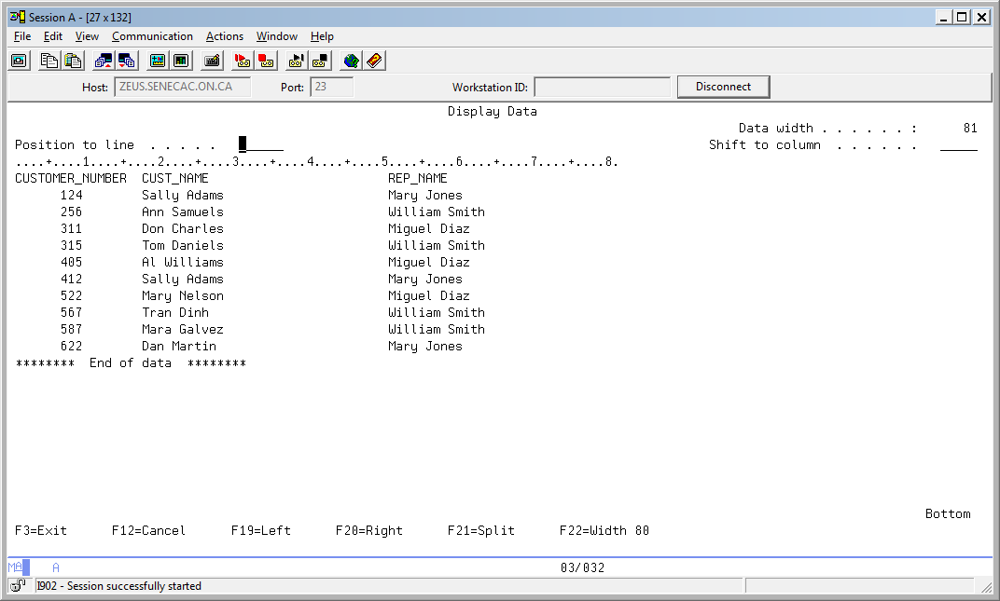 Session A - [27 x 132]
File Edit View Communication Actions Window Help
Host: ZEUS.SENECAC.ON.CA Port: 23 Workstation ID: Disconnect
Display Data
Data width . . . . . . : 81
Position to line . . . . . Shift to column . . . . . .
....+....1....+....2....+....3....+....4....+....5....+....6....+....7....+....8.
CUSTOMER_NUMBER CUST_NAME REP_NAME
124 Sally Adams Mary Jones
256 Ann Samuels William Smith
311 Don Charles Miguel Diaz
315 Tom Daniels William Smith
405 Al Williams Miguel Diaz
412 Sally Adams Mary Jones
522 Mary Nelson Miguel Diaz
567 Tran Dinh William Smith
587 Mara Galvez William Smith
622 Dan Martin Mary Jones
******** End of data ********
Bottom
F3=Exit F12=Cancel F19=Left F20=Right F21=Split F22=Width 80
MA A 03/032
I902 - Session successfully started